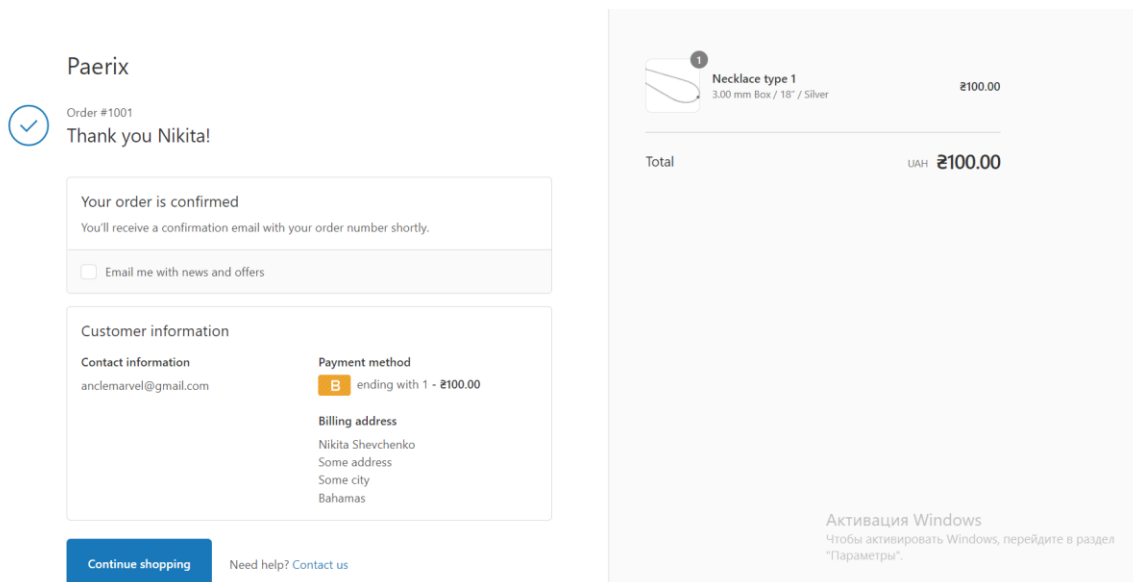 Paerix
Order #1001
Thank you Nikita!
Your order is confirmed
You'll receive a confirmation email with your order number shortly.
Email me with news and offers
Customer information
Contact information
anclemarvel@gmail.com
Payment method
B ending with 1 - ₴100.00
Billing address
Nikita Shevchenko
Some address
Some city
Bahamas
Continue shopping
Need help? Contact us
1
Necklace type 1
3.00 mm Box / 18" / Silver
₴100.00
Total UAH ₴100.00
Активация Windows
Чтобы активировать Windows, перейдите в раздел
"Параметры".